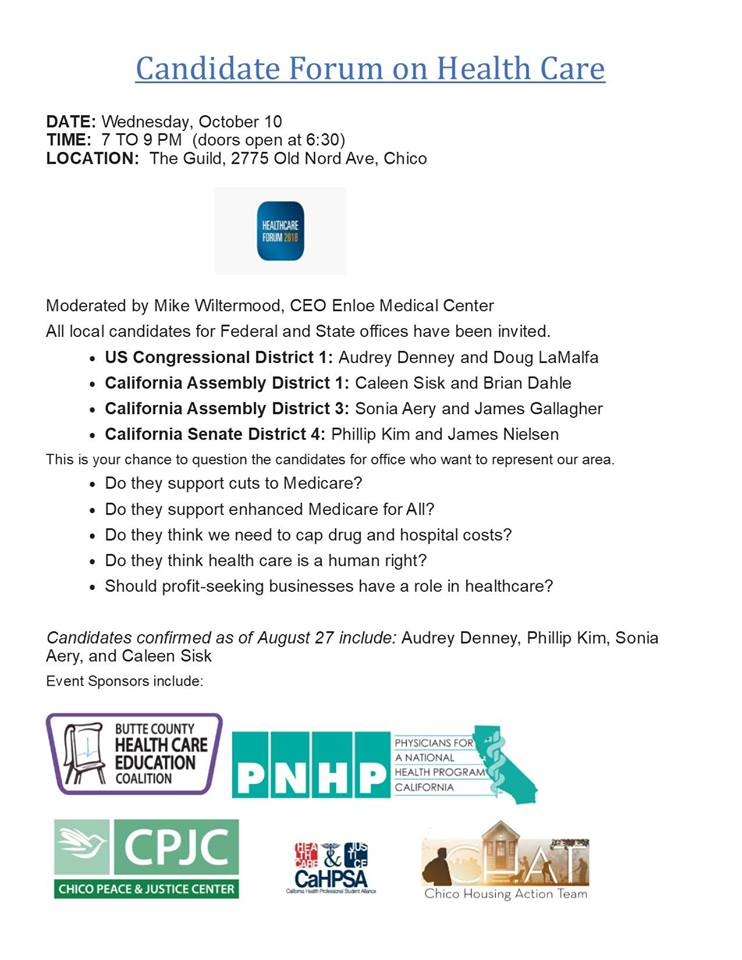 Candidate Forum on Health Care
DATE: Wednesday, October 10
TIME: 7 TO 9 PM (doors open at 6:30)
LOCATION: The Guild, 2775 Old Nord Ave, Chico
HEALTHCARE
FORUM 2018
Moderated by Mike Wiltermood, CEO Enloe Medical Center
All local candidates for Federal and State offices have been invited.
• US Congressional District 1: Audrey Denney and Doug LaMalfa
• California Assembly District 1: Caleen Sisk and Brian Dahle
• California Assembly District 3: Sonia Aery and James Gallagher
• California Senate District 4: Phillip Kim and James Nielsen
This is your chance to question the candidates for office who want to represent our area.
• Do they support cuts to Medicare?
• Do they support enhanced Medicare for All?
• Do they think we need to cap drug and hospital costs?
• Do they think health care is a human right?
• Should profit-seeking businesses have a role in healthcare?
Candidates confirmed as of August 27 include: Audrey Denney, Phillip Kim, Sonia
Aery, and Caleen Sisk
Event Sponsors include:
BUTTE COUNTY
HEALTH CARE
EDUCATION
COALITION
PNHP
PHYSICIANS FOR
A NATIONAL
HEALTH PROGRAM
CALIFORNIA
CPJC
CHICO PEACE & JUSTICE CENTER
HEA
LTH
CARE
&
JUS
TI
CE
CaHPSA
California Health Professional Student Alliance
CHAT
Chico Housing Action Team